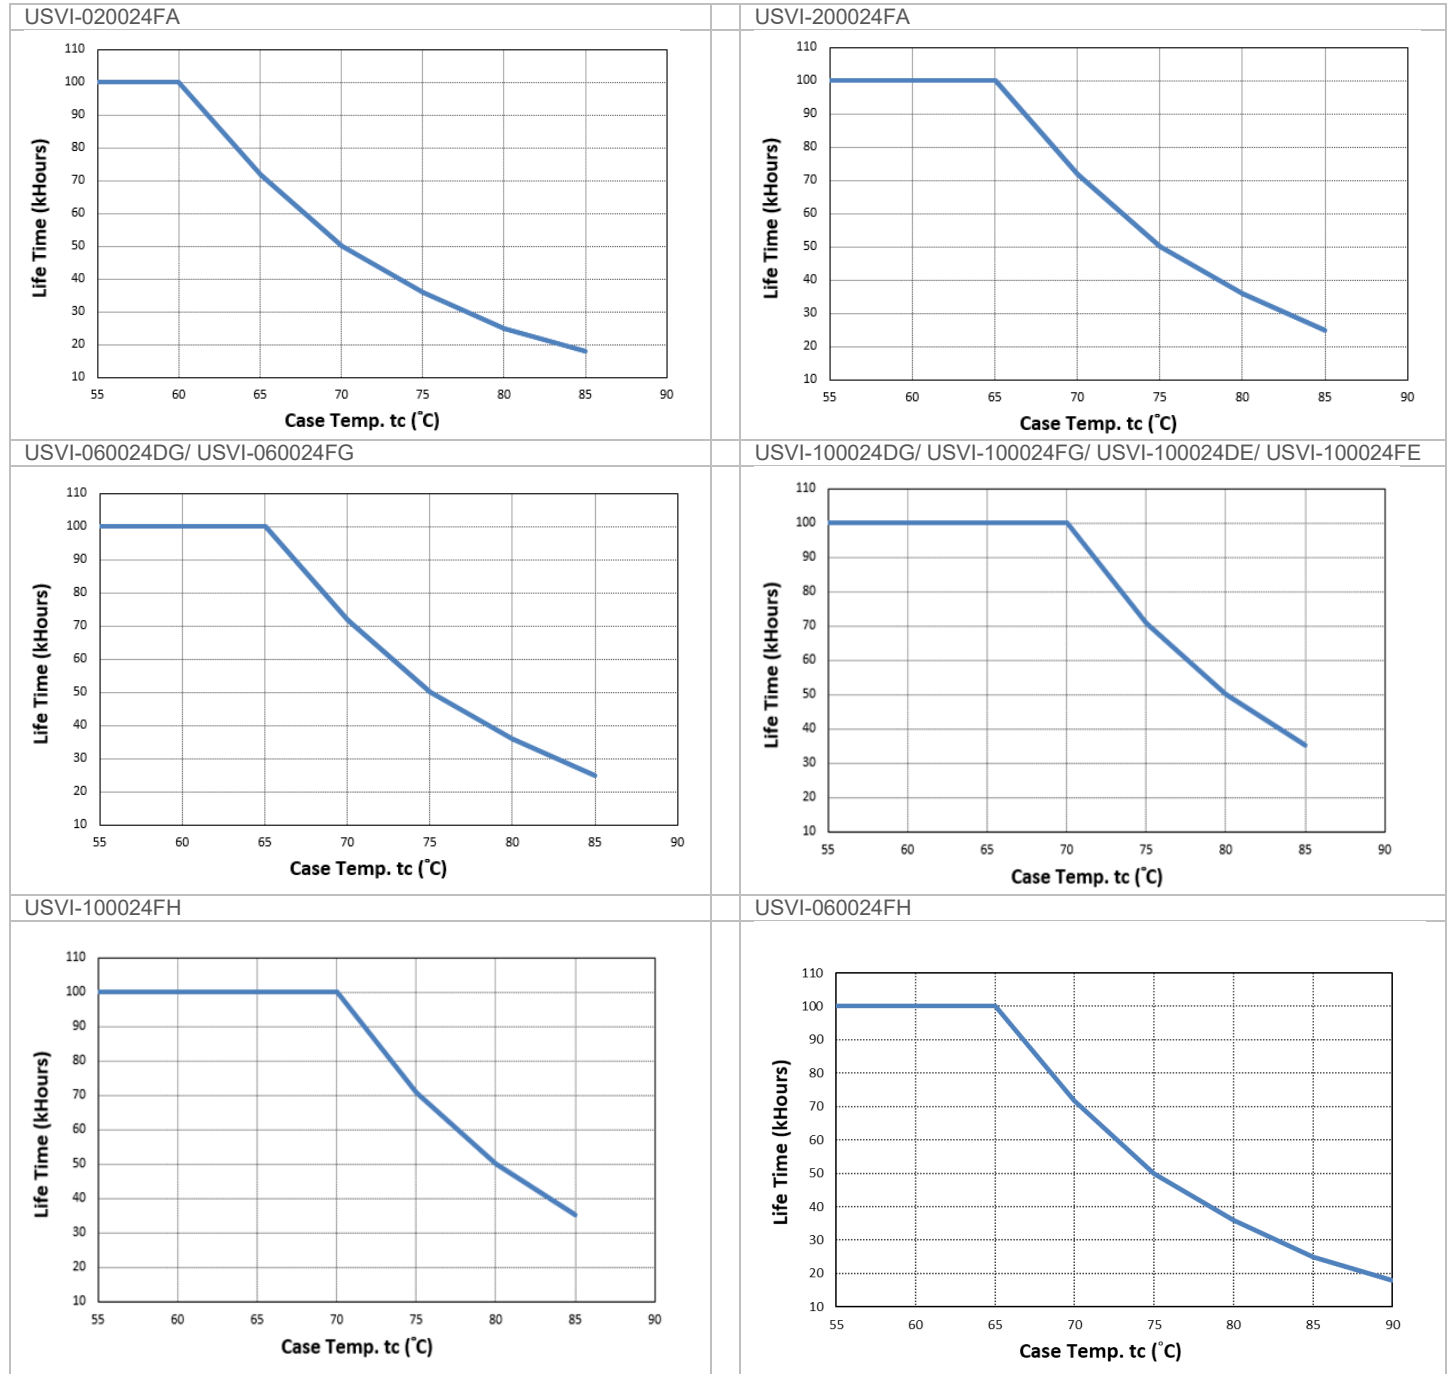 USVI-020024FA
110
100
90
80
70
60
50
40
30
20
10
Life Time (kHours)
55 60 65 70 75 80 85 90
Case Temp. tc (˚C)
USVI-200024FA
110
100
90
80
70
60
50
40
30
20
10
Life Time (kHours)
55 60 65 70 75 80 85 90
Case Temp. tc (˚C)
USVI-060024DG/ USVI-060024FG
110
100
90
80
70
60
50
40
30
20
10
Life Time (kHours)
55 60 65 70 75 80 85 90
Case Temp. tc (˚C)
USVI-100024DG/ USVI-100024FG/ USVI-100024DE/ USVI-100024FE
110
100
90
80
70
60
50
40
30
20
10
Life Time (kHours)
55 60 65 70 75 80 85 90
Case Temp. tc (˚C)
USVI-100024FH
110
100
90
80
70
60
50
40
30
20
10
Life Time (kHours)
55 60 65 70 75 80 85 90
Case Temp. tc (˚C)
USVI-060024FH
110
100
90
80
70
60
50
40
30
20
10
Life Time (kHours)
55 60 65 70 75 80 85 90
Case Temp. tc (˚C)